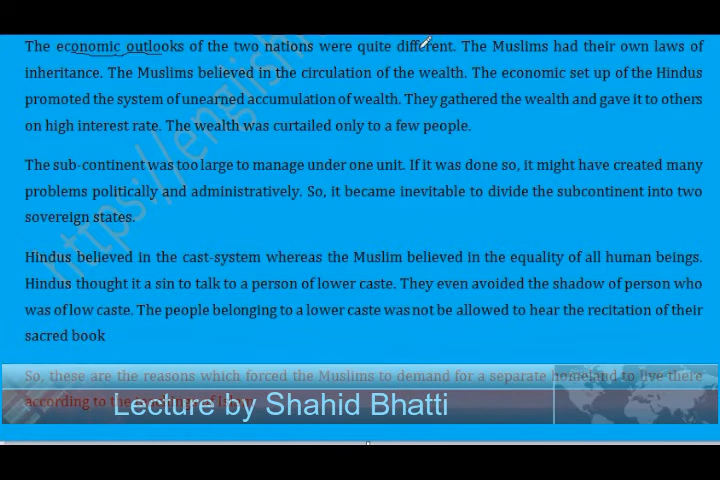 The economic outlooks of the two nations were quite different. The Muslims had their own laws of
inheritance. The Muslims believed in the circulation of the wealth. The economic set up of the Hindus
promoted the system of unearned accumulation of wealth. They gathered the wealth and gave it to others
on high interest rate. The wealth was curtailed only to a few people.
The sub-continent was too large to manage under one unit. If it was done so, it might have created many
problems politically and administratively. So, it became inevitable to divide the subcontinent into two
sovereign states.
Hindus believed in the cast-system whereas the Muslim believed in the equality of all human beings.
Hindus thought it a sin to talk to a person of lower caste. They even avoided the shadow of person who
was of low caste. The people belonging to a lower caste was not be allowed to hear the recitation of their
sacred book
So, these are the reasons which forced the Muslims to demand for a separate homeland to live there
according to the
Lecture by Shahid Bhatti
https://english